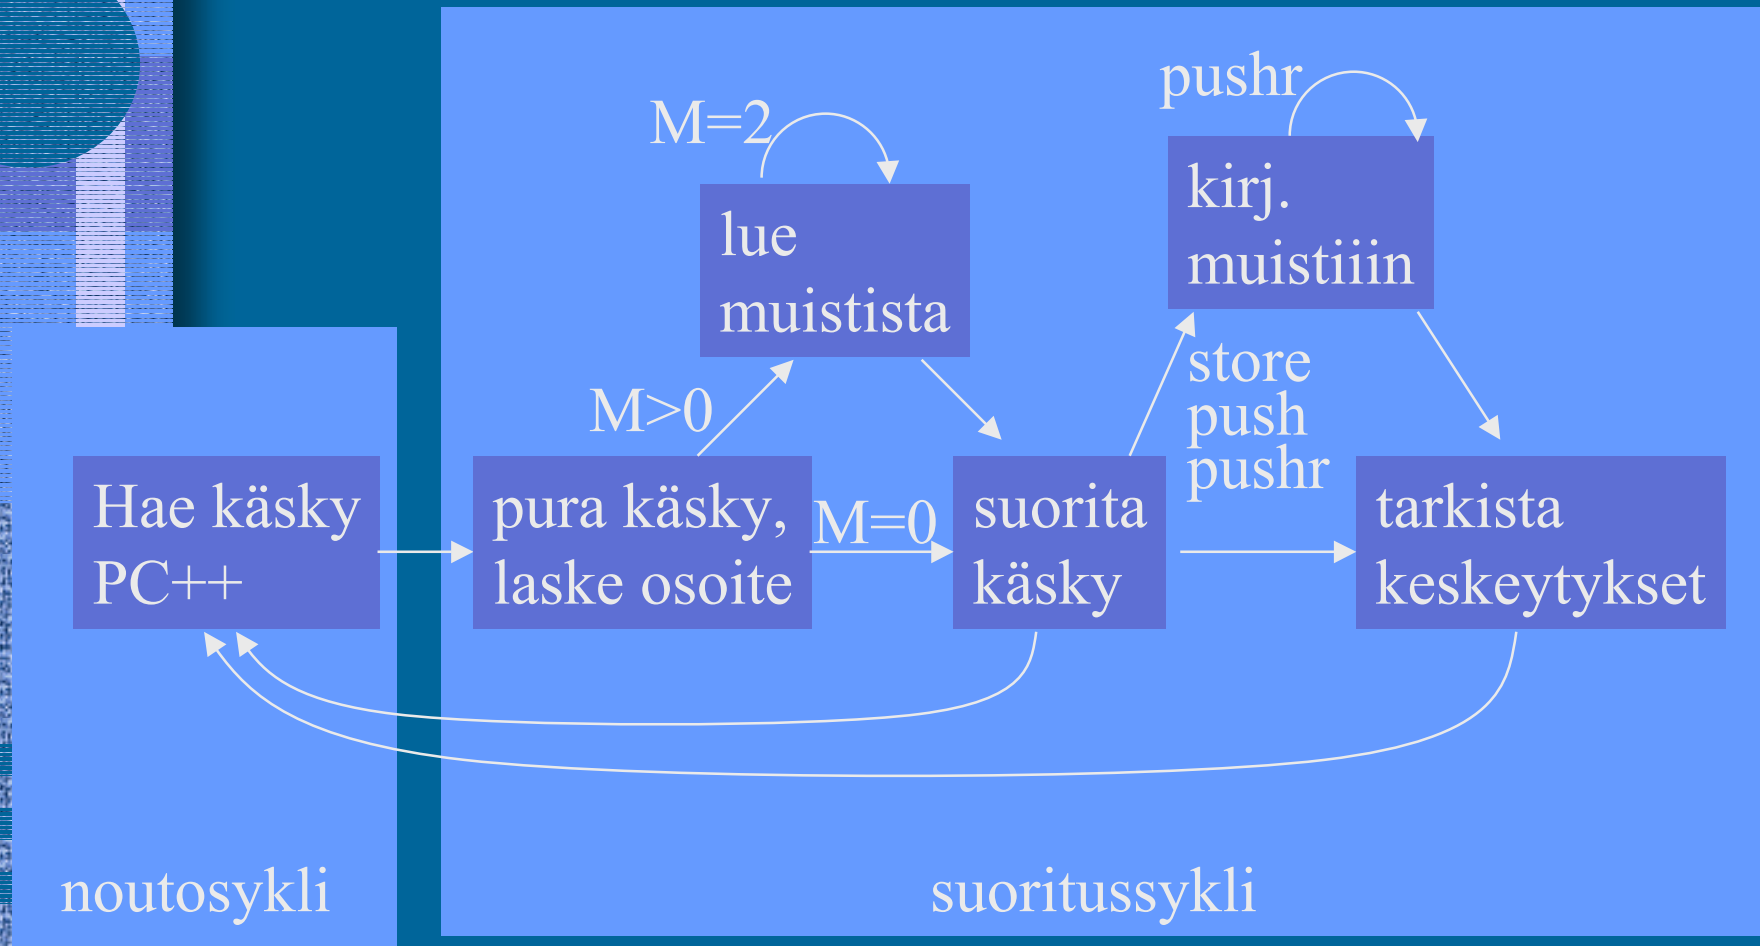 pushr
M=2
kirj.
muistiiin
lue
muistista
store
push
pushr
M>0
Hae käsky
PC++
pura käsky,
laske osoite
M=0
suorita
käsky
tarkista
keskeytykset
noutosykli
suoritussykli